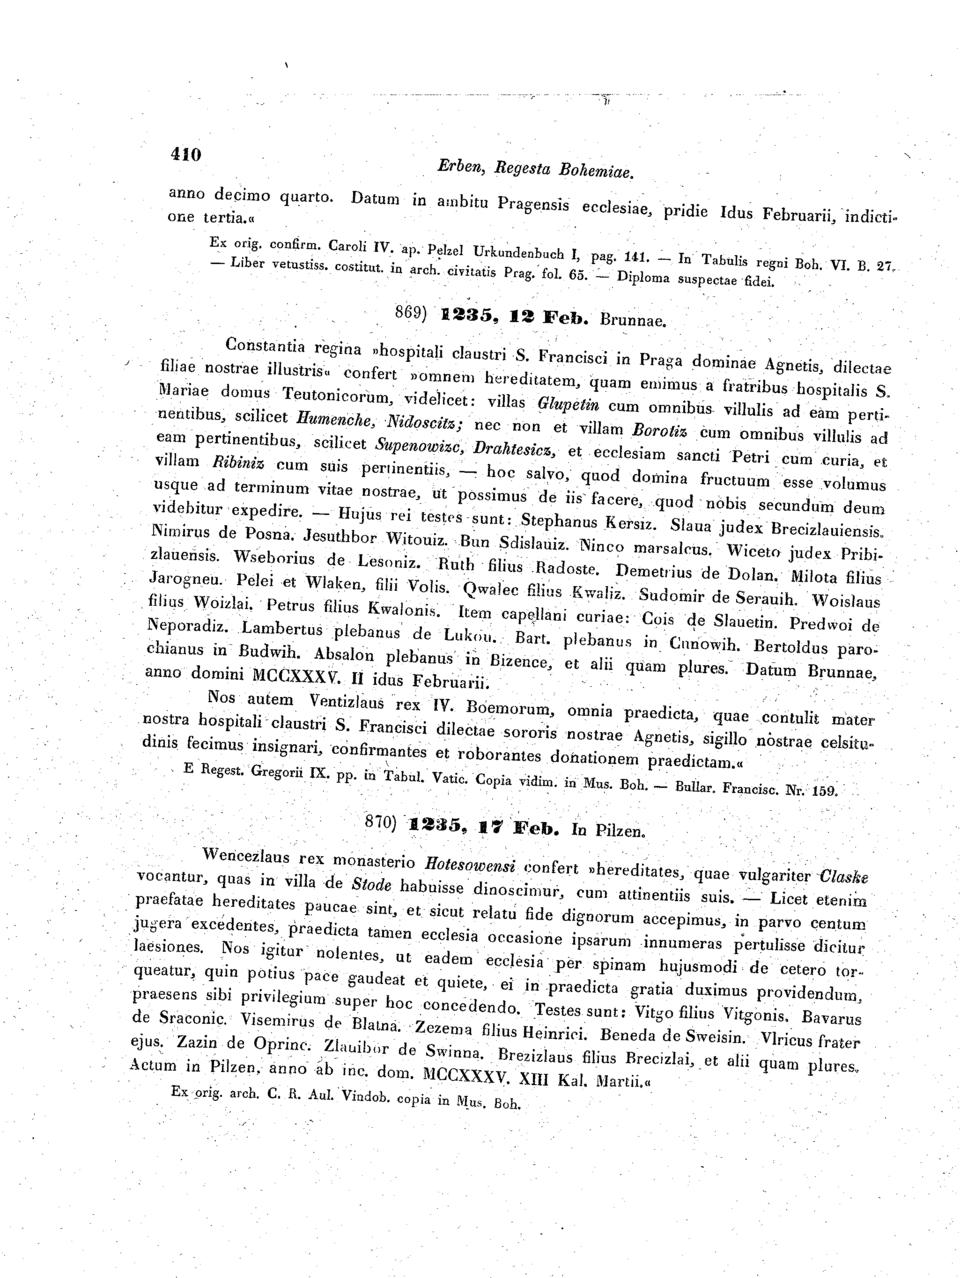 410
Erben, Regesta Bohemiae.
anno decimo quarto. Datum in ambitu Pragensis ecclesiae, pridie Idus Februarii, indicti-
one tertia.«
Ex orig. confirm. Caroli IV. ap. Pelzel Urkundenbuch I, pag. 141. — In Tabulis regni Boh. VI. B. 27.
— Liber vetustiss. costitut. in arch. civitatis Prag. fol. 65. — Diploma suspectae fidei.
869) 1235, 12 Feb. Brunnae.
Constantia regina »hospitali claustri S. Francisci in Praga dominae Agnetis, dilectae
filiae nostrae illustris« confert »omnem hereditatem, quam emimus a fratribus hospitalis S.
Mariae domus Teutonicorum, videlicet: villas Glupetin cum omnibus villulis ad eam perti-
nentibus, scilicet Humenche, Nidoscitz; nec non et villam Borotiz cum omnibus villulis ad
eam pertinentibus, scilicet Supenowizc, Drahtesicz, et ecclesiam sancti Petri cum curia, et
villam Ribiniz cum suis pertinentiis, — hoc salvo, quod domina fructuum esse volumus
usque ad terminum vitae nostrae, ut possimus de iis facere, quod nobis secundum deum
videbitur expedire. — Hujus rei testes sunt: Stephanus Kersiz. Slaua judex Brecizlauiensis.
Nimirus de Posna. Jesuthbor Witouiz. Bun Sdislauiz. Ninco marsalcus. Wiceto judex Pribi-
zlauensis. Wseborius de Lesoniz. Ruth filius Radoste. Demetrius de Dolan. Milota filius
Jarogneu. Pelei et Wlaken, filii Volis. Qwalec filius Kwaliz. Sudomir de Serauih. Woislaus
filius Woizlai. Petrus filius Kwalonis. Item capellani curiae: Cois de Slauetin. Predwoi de
Neporadiz. Lambertus plebanus de Lukou. Bart. plebanus in Cunowih. Bertoldus paro-
chianus in Budwih. Absalon plebanus in Bizence, et alii quam plures. Datum Brunnae,
anno domini MCCXXXV. II idus Februarii.
Nos autem Ventizlaus rex IV. Boemorum, omnia praedicta, quae contulit mater
nostra hospitali claustri S. Francisci dilectae sororis nostrae Agnetis, sigillo nostrae celsitu-
dinis fecimus insignari, confirmantes et roborantes donationem praedictam.«
E Regest. Gregorii IX. pp. in Tabul. Vatic. Copia vidim. in Mus. Boh. — Bullar. Francisc. Nr. 159.
870) 1235, 17 Feb. In Pilzen.
Wencezlaus rex monasterio Hotesowensi confert »hereditates, quae vulgariter Claske
vocantur, quas in villa de Stode habuisse dinoscimur, cum attinentiis suis. — Licet etenim
praefatae hereditates paucae sint, et sicut relatu fide dignorum accepimus, in parvo centum
jugera excedentes, praedicta tamen ecclesia occasione ipsarum innumeras pertulisse dicitur
laesiones. Nos igitur nolentes, ut eadem ecclesia per spinam hujusmodi de cetero tor-
queatur, quin potius pace gaudeat et quiete, ei in praedicta gratia duximus providendum,
praesens sibi privilegium super hoc concedendo. Testes sunt: Vitgo filius Vitgonis. Bavarus
de Sraconic. Visemirus de Blatna. Zezema filius Heinrici. Beneda de Sweisin. Vlricus frater
ejus. Zazin de Oprinc. Zlauibor de Swinna. Brezizlaus filius Brecizlai, et alii quam plures.
Actum in Pilzen, anno ab inc. dom. MCCXXXV. XIII Kal. Martii.«
Ex orig. arch. C. R. Aul. Vindob. copia in Mus. Boh.